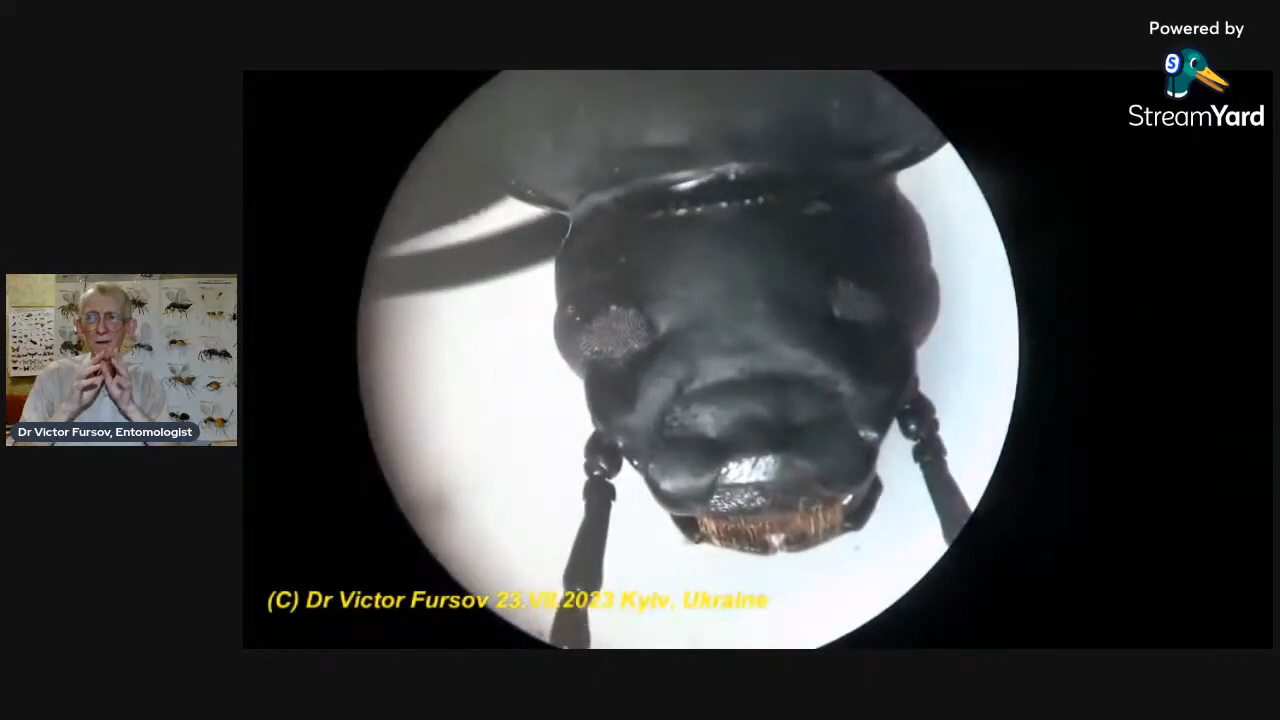 Powered by
S
StreamYard
Dr Victor Fursov, Entomologist
(C) Dr Victor Fursov 23.VII.2023 Kyiv, Ukraine